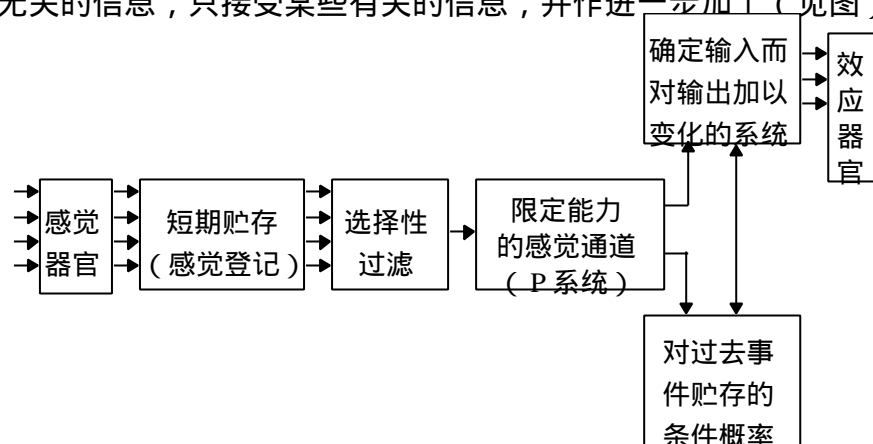 无关的信息，只接受某些有关的信息，并作进一步加工（见图）
确定输入而
对输出加以
变化的系统
效
应
器
官
感觉
器官
短期贮存
（感觉登记）
选择性
过滤
限定能力
的感觉通道
（P系统）
对过去事
件贮存的
条件概率